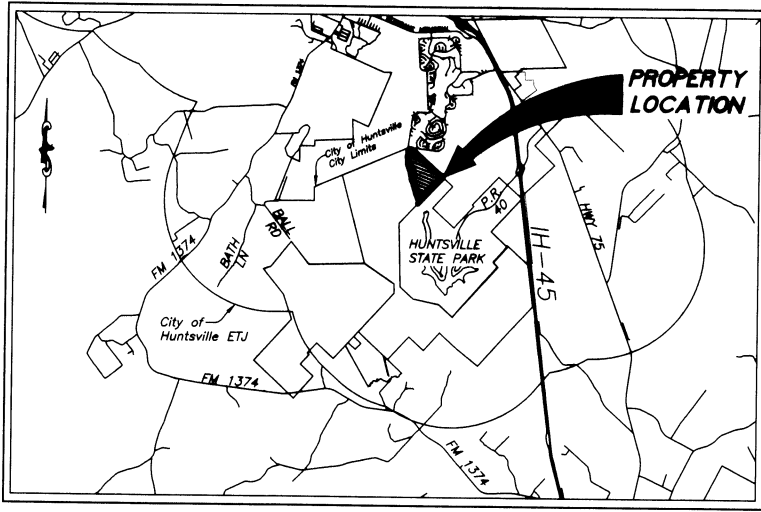 PROPERTY
LOCATION
City of Huntsville
City Limits
P.R.
40
HWY 75
BALL
RD
BATH
LN
FM 1374
HUNTSVILLE
STATE PARK
IH-45
City of
Huntsville ETJ
FM 1374
FM 1374